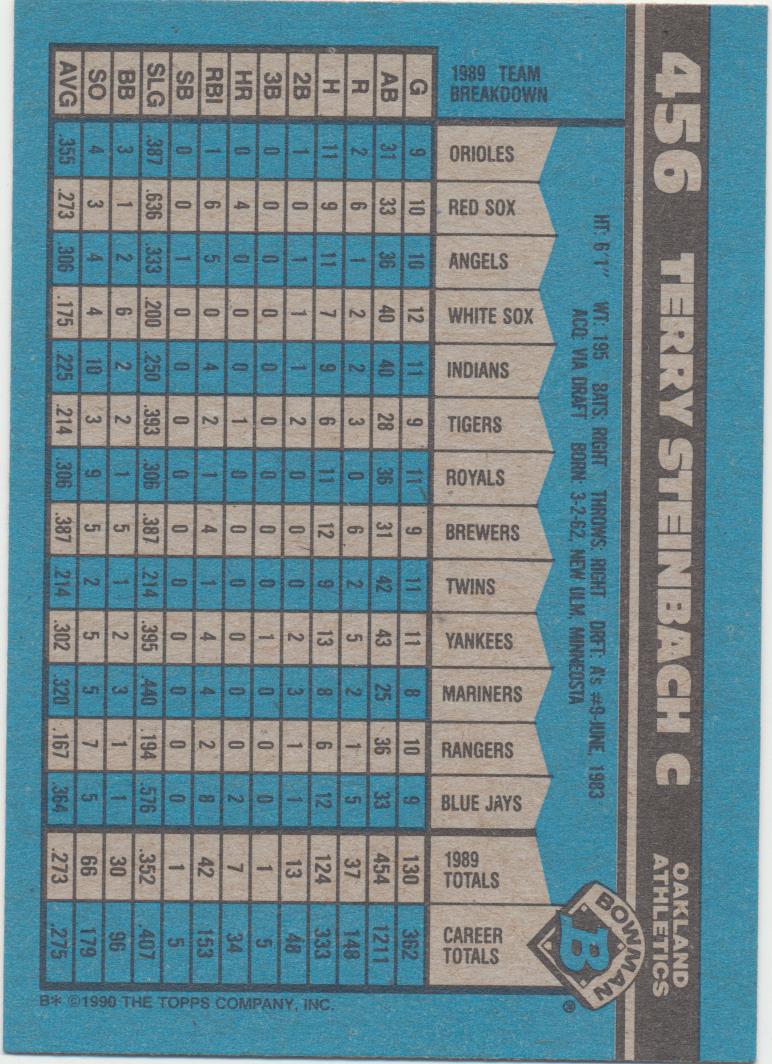 456 TERRY STEINBACH C
OAKLAND
ATHLETICS
HT: 6'1" WT: 195 BATS: RIGHT THROWS: RIGHT DRFT: A's #9-JUNE, 1983
ACQ: VIA DRAFT BORN: 3-2-62, NEW ULM, MINNEOSTA
BOWMAN
B
®
1989 TEAM
BREAKDOWN
G AB R H 2B 3B HR RBI SB SLG BB SO AVG
ORIOLES 9 31 2 11 1 0 0 1 0 .387 3 4 .355
RED SOX 10 33 6 9 0 0 4 6 0 .636 1 3 .273
ANGELS 10 36 1 11 1 0 0 5 1 .333 2 4 .306
WHITE SOX 12 40 2 7 1 0 0 0 0 .200 6 4 .175
INDIANS 11 40 2 9 1 0 0 4 0 .250 2 10 .225
TIGERS 9 28 3 6 2 0 1 2 0 .393 2 3 .214
ROYALS 11 36 0 11 0 0 0 1 0 .306 1 9 .306
BREWERS 9 31 6 12 0 0 0 4 0 .387 5 5 .387
TWINS 11 42 2 9 0 0 0 1 0 .214 1 2 .214
YANKEES 11 43 5 13 2 1 0 4 0 .395 2 5 .302
MARINERS 8 25 2 8 3 0 0 4 0 .440 3 5 .320
RANGERS 10 36 1 6 1 0 0 2 0 .194 1 7 .167
BLUE JAYS 9 33 5 12 1 0 2 8 0 .576 1 5 .364
1989
TOTALS 130 454 37 124 13 1 7 42 1 .352 30 66 .273
CAREER
TOTALS 362 1211 148 333 48 5 34 153 5 .407 96 179 .275
B* ©1990 THE TOPPS COMPANY, INC.